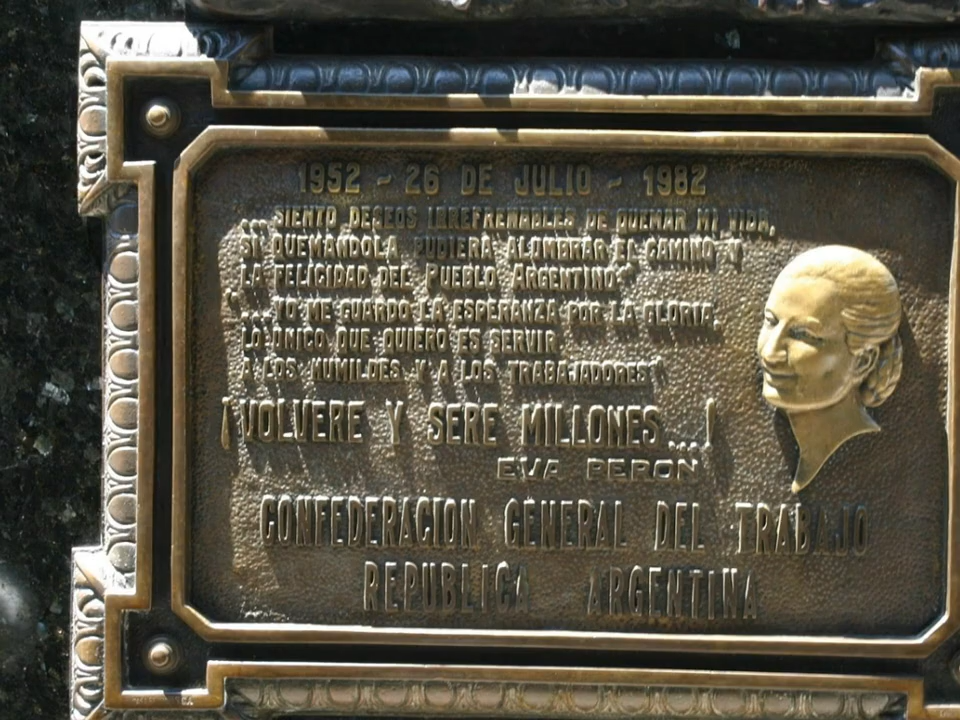 1952 - 26 DE JULIO - 1982
"...SIENTO DESEOS IRREFRENABLES DE QUEMAR MI VIDA,
SI QUEMANDOLA PUDIERA ALUMBRAR EL CAMINO Y
LA FELICIDAD DEL PUEBLO ARGENTINO"
"... YO ME GUARDO LA ESPERANZA POR LA GLORIA.
LO UNICO QUE QUIERO ES SERVIR.
A LOS HUMILDES Y A LOS TRABAJADORES"
¡VOLVERE Y SERE MILLONES...!
EVA PERON
CONFEDERACION GENERAL DEL TRABAJO
REPUBLICA ARGENTINA